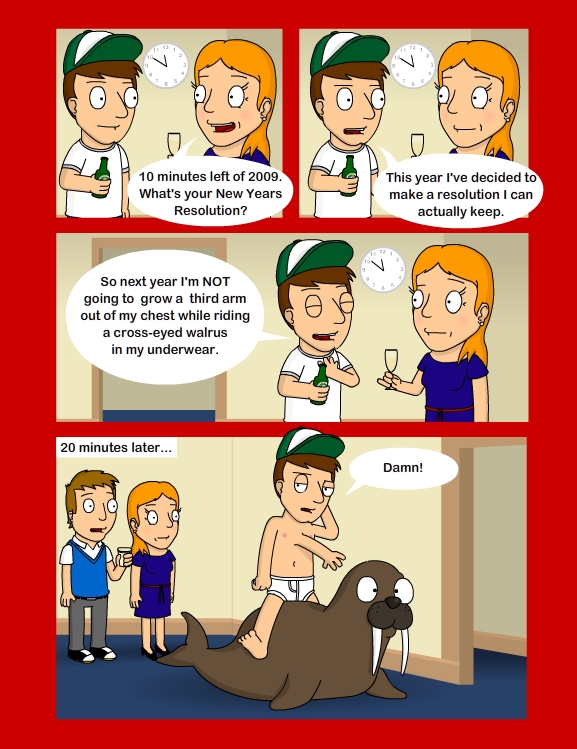 10 minutes left of 2009.
What's your New Years
Resolution?
This year I've decided to
make a resolution I can
actually keep.
So next year I'm NOT
going to grow a third arm
out of my chest while riding
a cross-eyed walrus
in my underwear.
20 minutes later...
Damn!